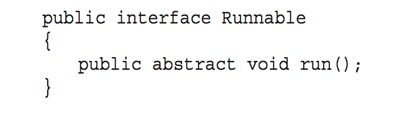 public interface Runnable
{
    public abstract void run();
}